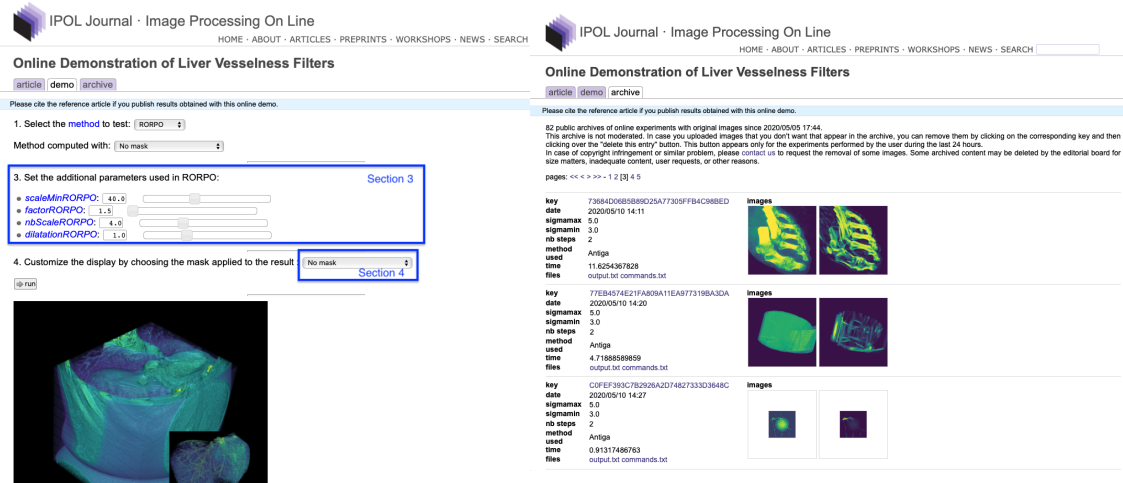 IPOL Journal · Image Processing On Line
HOME · ABOUT · ARTICLES · PREPRINTS · WORKSHOPS · NEWS · SEARCH
Online Demonstration of Liver Vesselness Filters
article demo archive
Please cite the reference article if you publish results obtained with this online demo.
1. Select the method to test: RORPO
Method computed with: No mask
3. Set the additional parameters used in RORPO:
Section 3
scaleMinRORPO: 40.0
factorRORPO: 1.5
nbScaleRORPO: 4.0
dilatationRORPO: 1.0
4. Customize the display by choosing the mask applied to the result : No mask
Section 4
run
IPOL Journal · Image Processing On Line
HOME · ABOUT · ARTICLES · PREPRINTS · WORKSHOPS · NEWS · SEARCH
Online Demonstration of Liver Vesselness Filters
article demo archive
Please cite the reference article if you publish results obtained with this online demo.
82 public archives of online experiments with original images since 2020/05/05 17:44.
This archive is not moderated. In case you uploaded images that you don't want that appear in the archive, you can remove them by clicking on the corresponding key and then
clicking over the "delete this entry" button. This button appears only for the experiments performed by the user during the last 24 hours.
In case of copyright infringement or similar problem, please contact us to request the removal of some images. Some archived content may be deleted by the editorial board for
size matters, inadequate content, user requests, or other reasons.
pages: << < > >> - 1 2 [3] 4 5
key 73684D06B5B89D25A77305FFB4C98BED images
date 2020/05/10 14:11
sigmamax 5.0
sigmamin 3.0
nb steps 2
method used Antiga
time 11.6254367828
files output.txt commands.txt
key 77EB4574E21FA809A11EA977319BA3DA images
date 2020/05/10 14:20
sigmamax 5.0
sigmamin 3.0
nb steps 2
method used Antiga
time 4.71888589859
files output.txt commands.txt
key C0FEF393C7B2926A2D74827333D3648C images
date 2020/05/10 14:27
sigmamax 5.0
sigmamin 3.0
nb steps 2
method used Antiga
time 0.91317486763
files output.txt commands.txt